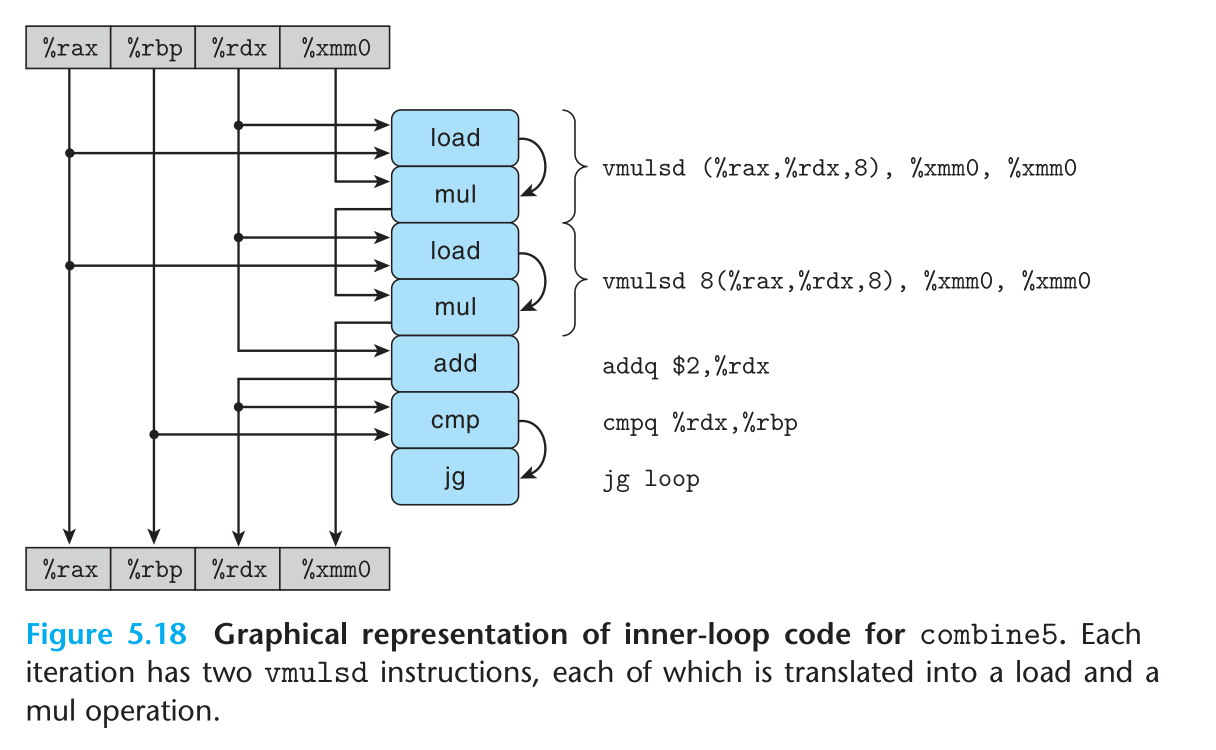 %rax %rbp %rdx %xmm0
load
mul
vmulsd (%rax,%rdx,8), %xmm0, %xmm0
load
mul
vmulsd 8(%rax,%rdx,8), %xmm0, %xmm0
add
addq $2,%rdx
cmp
cmpq %rdx,%rbp
jg
jg loop
%rax %rbp %rdx %xmm0
Figure 5.18 Graphical representation of inner-loop code for combine5. Each
iteration has two vmulsd instructions, each of which is translated into a load and a
mul operation.